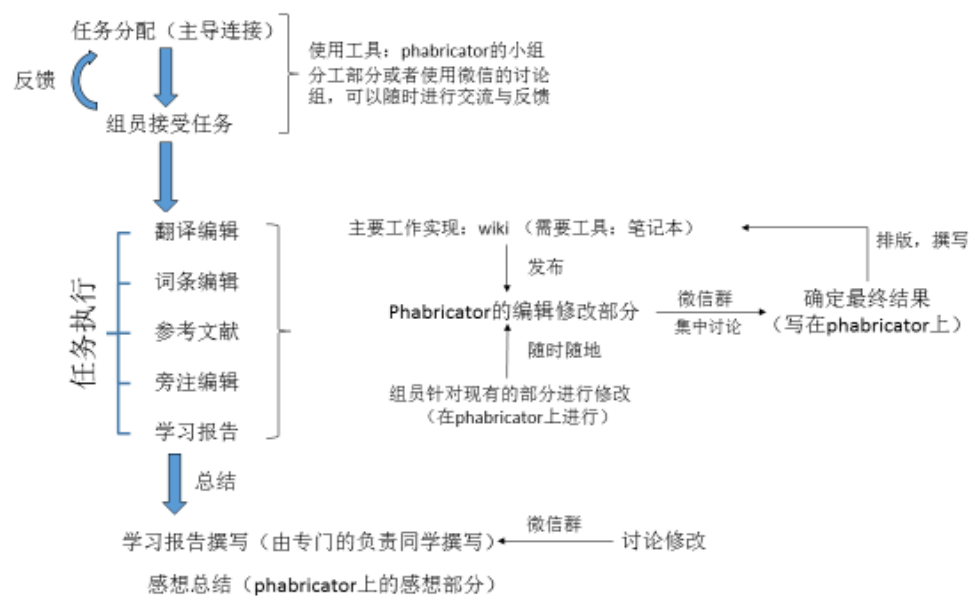 任务分配（主导连接）
反馈
组员接受任务
使用工具：phabricator的小组
分工部分或者使用微信的讨论
组，可以随时进行交流与反馈
任务执行
翻译编辑
词条编辑
参考文献
旁注编辑
学习报告
主要工作实现：wiki （需要工具：笔记本）
发布
排版，撰写
Phabricator的编辑修改部分
微信群
集中讨论
确定最终结果
（写在phabricator上）
随时随地
组员针对现有的部分进行修改
（在phabricator上进行）
总结
学习报告撰写（由专门的负责同学撰写）
微信群
讨论修改
感想总结（phabricator上的感想部分）